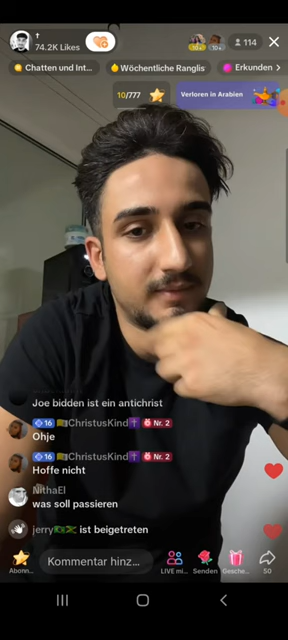 †
74.2K Likes
10+
10+
114
Chatten und Int...
Wöchentliche Ranglis
Erkunden
10/777
Verloren in Arabien
Joe bidden ist ein antichrist
16 ChristusKind Nr. 2
Ohje
16 ChristusKind Nr. 2
Hoffe nicht
NithaEl
was soll passieren
jerry ist beigetreten
Abonn...
Kommentar hinz...
LIVE mi...
Senden
Gesche...
50